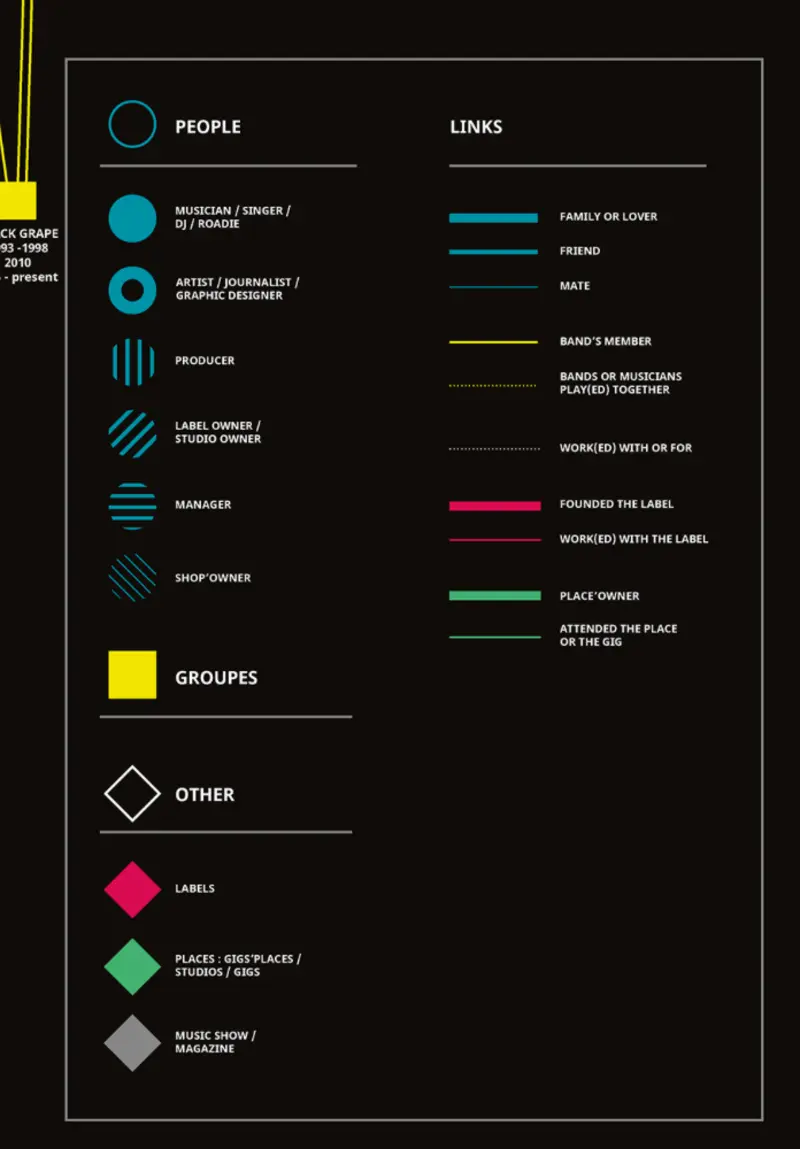 GRAPE
-1998
2010
- present
PEOPLE
MUSICIAN / SINGER /
DJ / ROADIE
ARTIST / JOURNALIST /
GRAPHIC DESIGNER
PRODUCER
LABEL OWNER /
STUDIO OWNER
MANAGER
SHOP'OWNER
GROUPES
OTHER
LABELS
PLACES : GIGS'PLACES /
STUDIOS / GIGS
MUSIC SHOW /
MAGAZINE
LINKS
FAMILY OR LOVER
FRIEND
MATE
BAND'S MEMBER
BANDS OR MUSICIANS
PLAY(ED) TOGETHER
WORK(ED) WITH OR FOR
FOUNDED THE LABEL
WORK(ED) WITH THE LABEL
PLACE'OWNER
ATTENDED THE PLACE
OR THE GIG